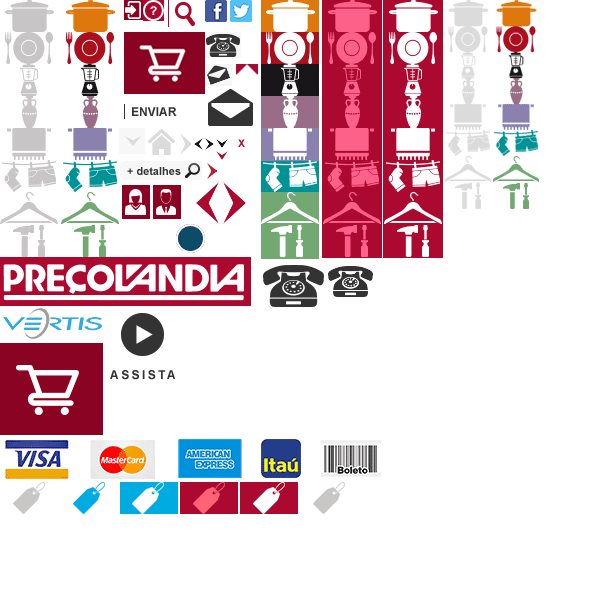 ?
f
ENVIAR
X
+ detalhes
PREÇOLANDIA
VERTIS
ASSISTA
VISA
MasterCard
AMERICAN
EXPRESS
Itaú
Boleto